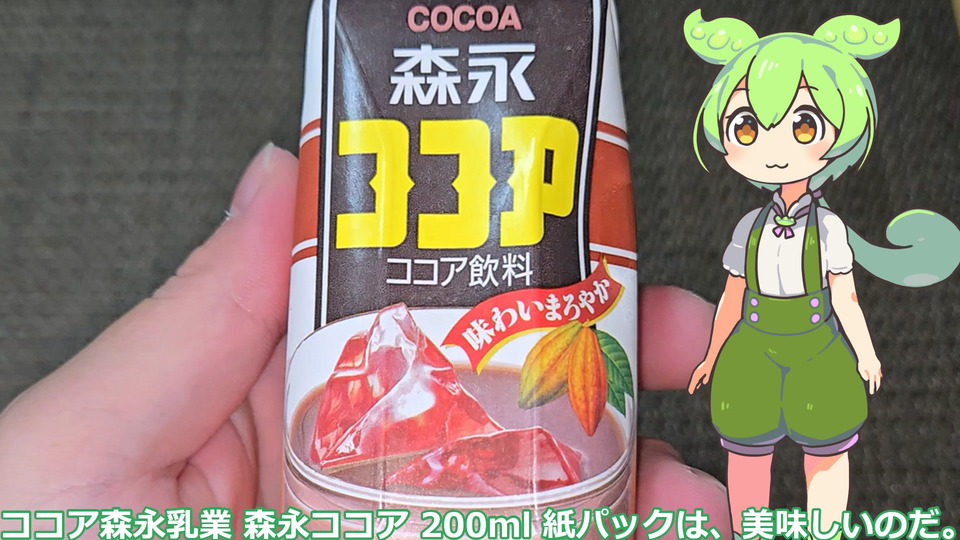 COCOA
森永
ココア
ココア飲料
味わいまろやか
ココア森永乳業 森永ココア 200ml 紙パックは、美味しいのだ。